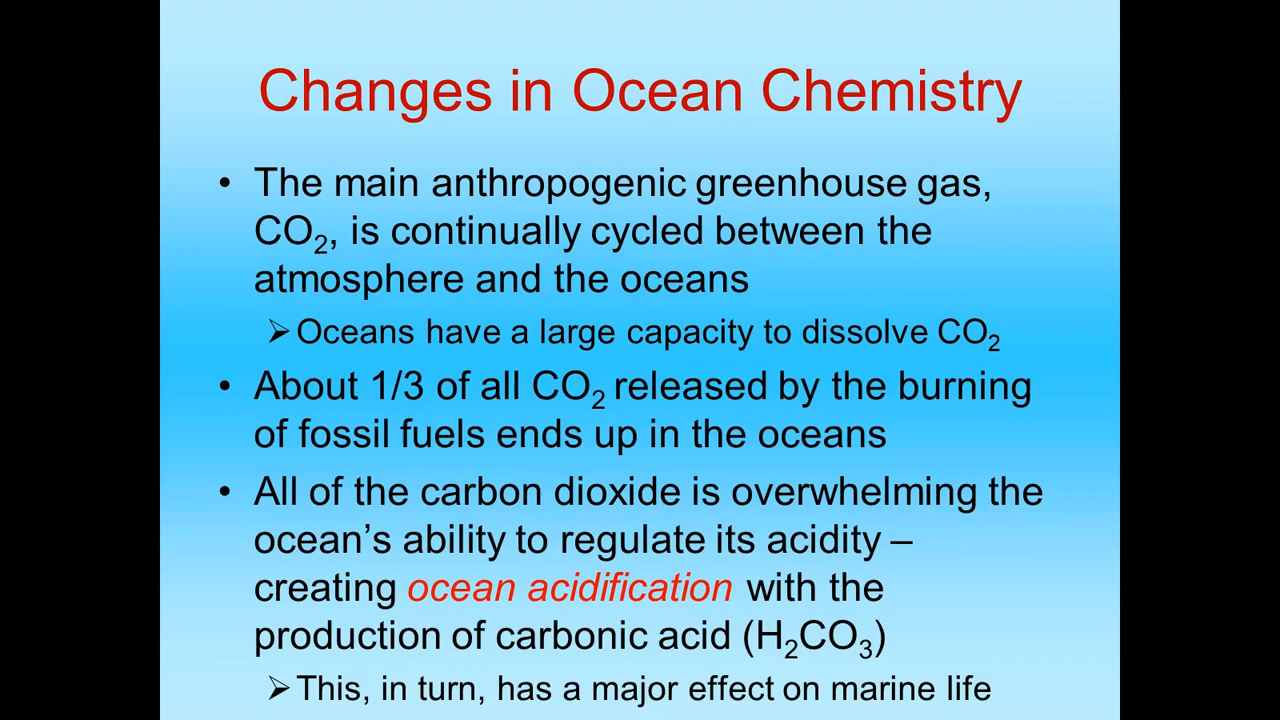 Changes in Ocean Chemistry
• The main anthropogenic greenhouse gas,
CO₂, is continually cycled between the
atmosphere and the oceans
➢Oceans have a large capacity to dissolve CO₂
• About 1/3 of all CO₂ released by the burning
of fossil fuels ends up in the oceans
• All of the carbon dioxide is overwhelming the
ocean’s ability to regulate its acidity –
creating ocean acidification with the
production of carbonic acid (H₂CO₃)
➢This, in turn, has a major effect on marine life